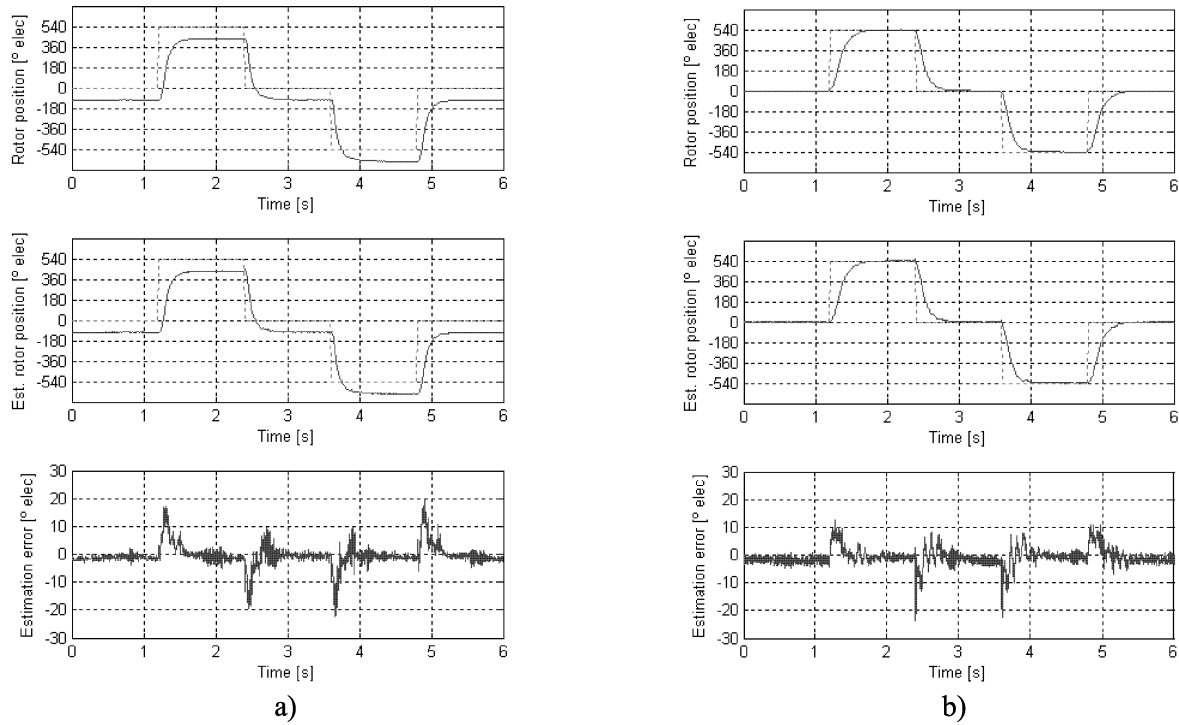 Rotor position [º elec]
540
360
180
0
-180
-360
-540
0 1 2 3 4 5 6
Time [s]
Est. rotor position [º elec]
540
360
180
0
-180
-360
-540
0 1 2 3 4 5 6
Time [s]
Estimation error [º elec]
30
20
10
0
-10
-20
-30
0 1 2 3 4 5 6
Time [s]
a)
Rotor position [º elec]
540
360
180
0
-180
-360
-540
0 1 2 3 4 5 6
Time [s]
Est. rotor position [º elec]
540
360
180
0
-180
-360
-540
0 1 2 3 4 5 6
Time [s]
Estimation error [º elec]
30
20
10
0
-10
-20
-30
0 1 2 3 4 5 6
Time [s]
b)